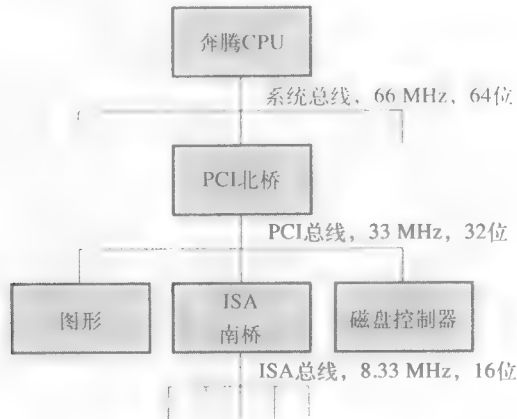 奔腾CPU
系统总线，66 MHz，64位
PCI北桥
PCI总线，33 MHz，32位
图形
ISA
南桥
磁盘控制器
ISA总线，8.33 MHz，16位